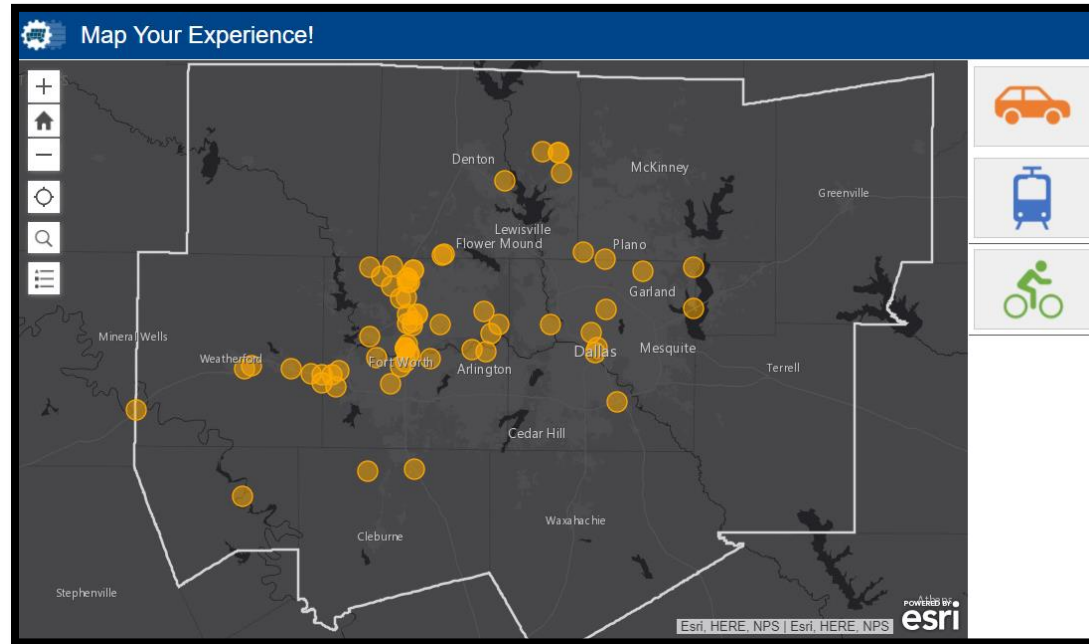 Map Your Experience!
Denton
McKinney
Greenville
Lewisville
Flower Mound
Plano
Garland
Mineral Wells
Weatherford
Fort Worth
Arlington
Dallas
Mesquite
Terrell
Cedar Hill
Waxahachie
Cleburne
Stephenville
Athens
POWERED BY
esri
Esri, HERE, NPS | Esri, HERE, NPS